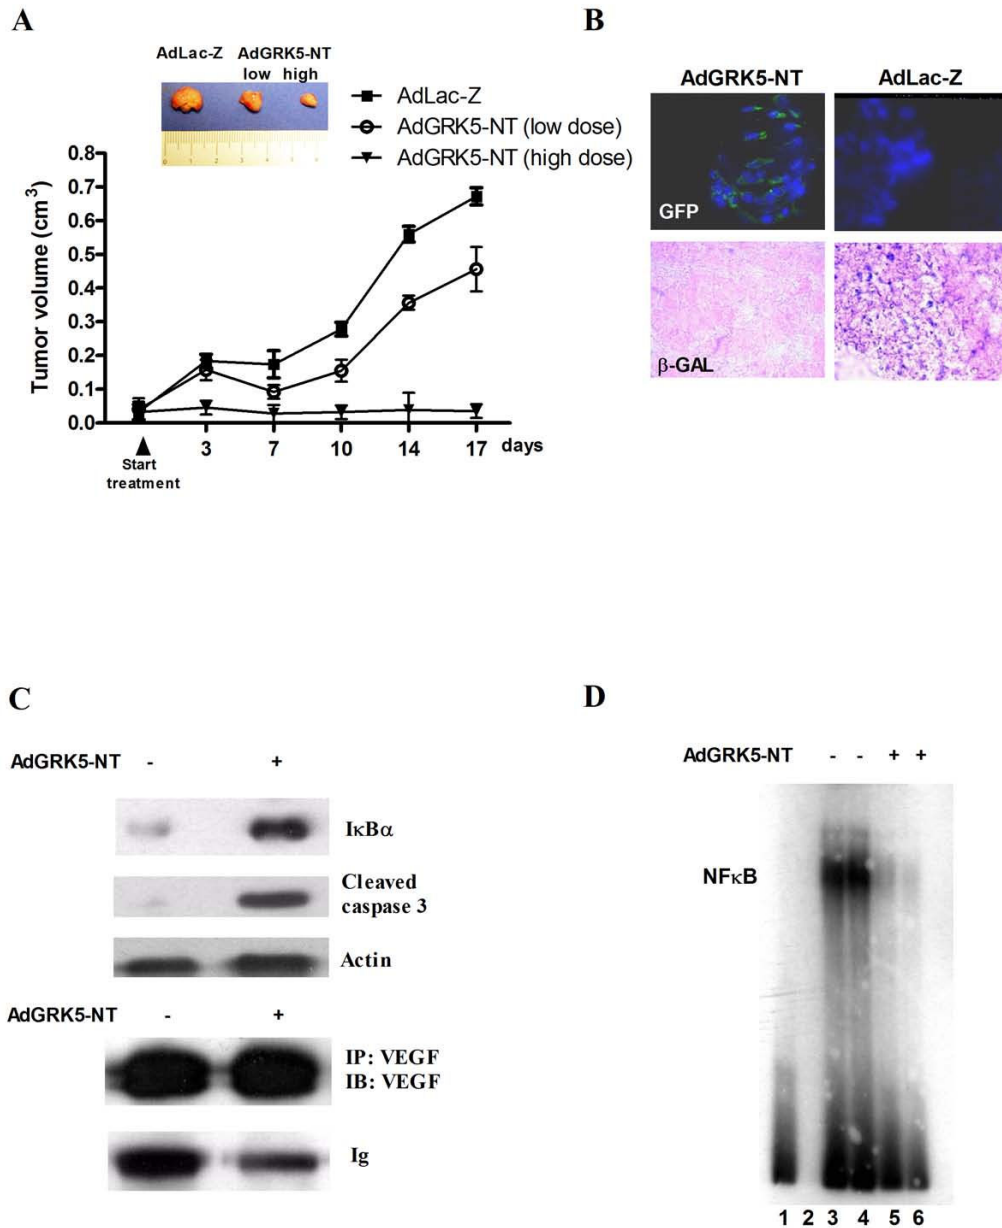 A
AdLac-Z AdGRK5-NT
low high
AdLac-Z
AdGRK5-NT (low dose)
AdGRK5-NT (high dose)
Tumor volume (cm3)
0.8
0.7
0.6
0.5
0.4
0.3
0.2
0.1
0.0
3 7 10 14 17 days
Start
treatment
B
AdGRK5-NT AdLac-Z
GFP
β-GAL
C
AdGRK5-NT - +
IκBα
Cleaved
caspase 3
Actin
AdGRK5-NT - +
IP: VEGF
IB: VEGF
Ig
D
AdGRK5-NT - - + +
NFκB
1 2 3 4 5 6